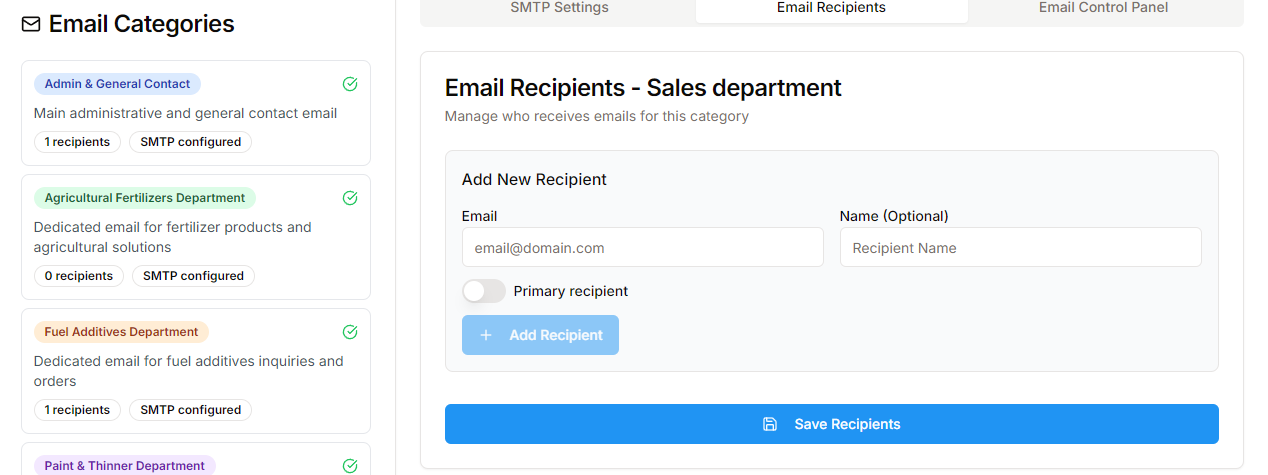 Email Categories
Admin & General Contact
Main administrative and general contact email
1 recipients
SMTP configured
Agricultural Fertilizers Department
Dedicated email for fertilizer products and
agricultural solutions
0 recipients
SMTP configured
Fuel Additives Department
Dedicated email for fuel additives inquiries and
orders
1 recipients
SMTP configured
Paint & Thinner Department
SMTP Settings
Email Recipients
Email Control Panel
Email Recipients - Sales department
Manage who receives emails for this category
Add New Recipient
Email
Name (Optional)
email@domain.com
Recipient Name
Primary recipient
Add Recipient
Save Recipients